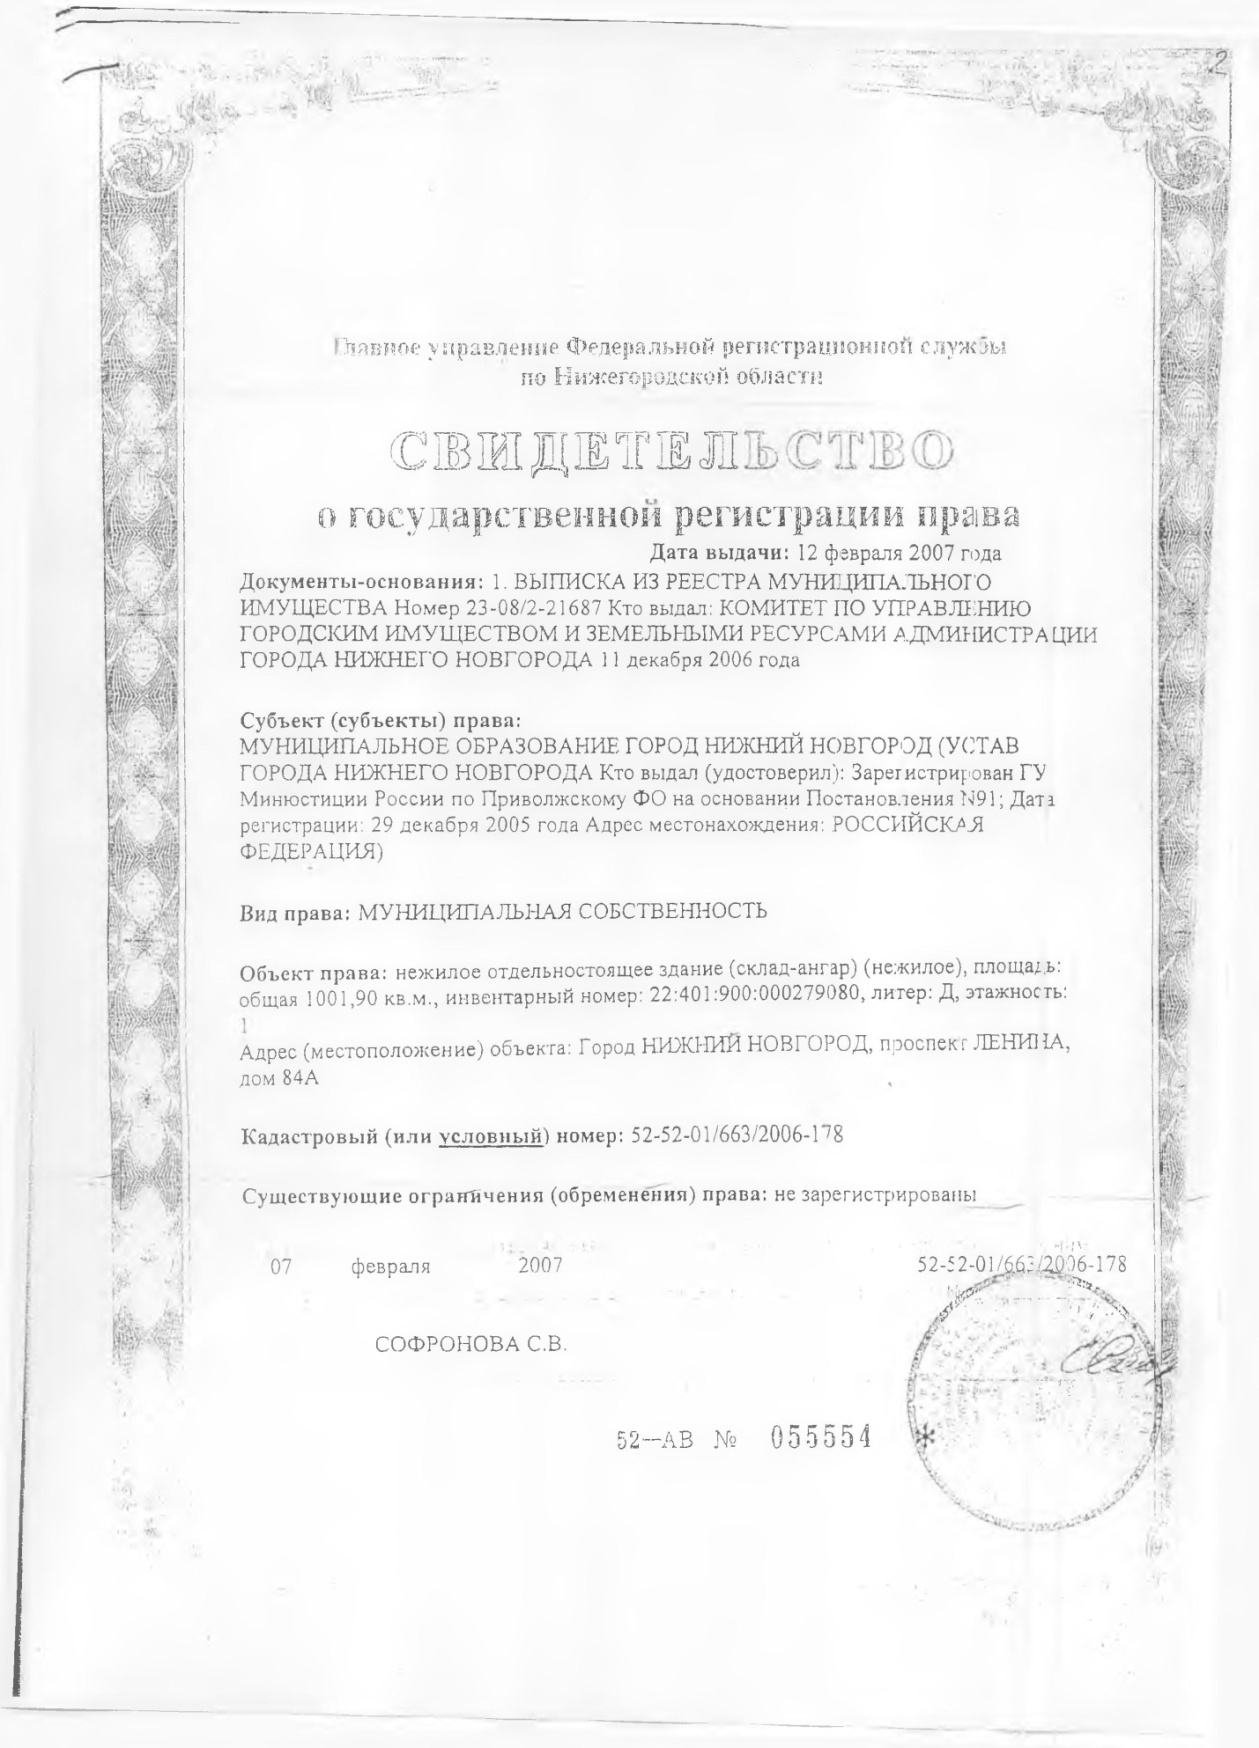 2
Главное управление Федеральной регистрационной службы
по Нижегородской области
СВИДЕТЕЛЬСТВО
о государственной регистрации права
Дата выдачи: 12 февраля 2007 года
Документы-основания: 1. ВЫПИСКА ИЗ РЕЕСТРА МУНИЦИПАЛЬНОГО
ИМУЩЕСТВА Номер 23-08/2-21687 Кто выдал: КОМИТЕТ ПО УПРАВЛЕНИЮ
ГОРОДСКИМ ИМУЩЕСТВОМ И ЗЕМЕЛЬНЫМИ РЕСУРСАМИ АДМИНИСТРАЦИИ
ГОРОДА НИЖНЕГО НОВГОРОДА 11 декабря 2006 года
Субъект (субъекты) права:
МУНИЦИПАЛЬНОЕ ОБРАЗОВАНИЕ ГОРОД НИЖНИЙ НОВГОРОД (УСТАВ
ГОРОДА НИЖНЕГО НОВГОРОДА Кто выдал (удостоверил): Зарегистрирован ГУ
Минюстиции России по Приволжскому ФО на основании Постановления N91; Дата
регистрации: 29 декабря 2005 года Адрес местонахождения: РОССИЙСКАЯ
ФЕДЕРАЦИЯ)
Вид права: МУНИЦИПАЛЬНАЯ СОБСТВЕННОСТЬ
Объект права: нежилое отдельностоящее здание (склад-ангар) (нежилое), площадь:
общая 1001,90 кв.м., инвентарный номер: 22:401:900:000279080, литер: Д, этажность:
1
Адрес (местоположение) объекта: Город НИЖНИЙ НОВГОРОД, проспект ЛЕНИНА,
дом 84А
Кадастровый (или условный) номер: 52-52-01/663/2006-178
Существующие ограничения (обременения) права: не зарегистрированы
07 февраля 2007 52-52-01/663/2006-178
СОФРОНОВА С.В.
52--АВ № 055554